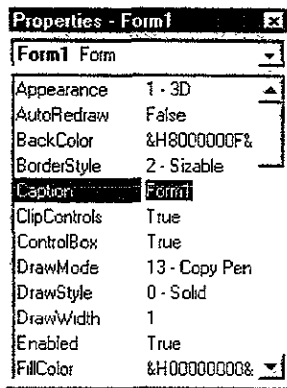 Properties - Form1
Form1 Form
Appearance 1 - 3D
AutoRedraw False
BackColor &H8000000F&
BorderStyle 2 - Sizable
Caption Form1
ClipControls True
ControlBox True
DrawMode 13 - Copy Pen
DrawStyle 0 - Solid
DrawWidth 1
Enabled True
FillColor &H00000000&